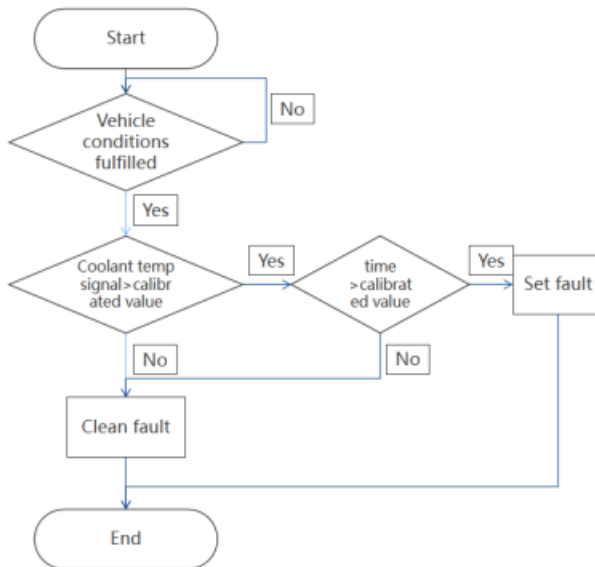 Start
No
Vehicle
conditions
fulfilled
Yes
Coolant temp
signal>calibr
ated value
Yes
time
>calibrat
ed value
Yes
Set fault
No
No
Clean fault
End